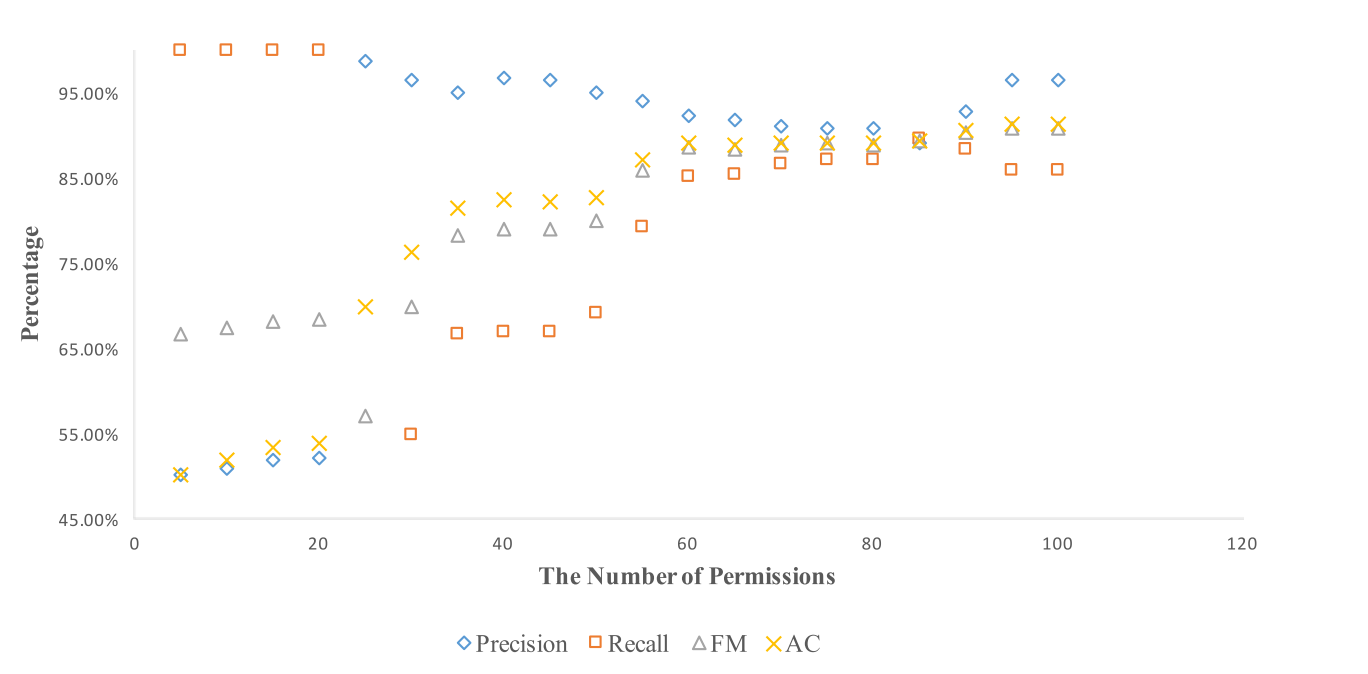 95.00%
85.00%
75.00%
65.00%
55.00%
45.00%
Percentage
0 20 40 60 80 100 120
The Number of Permissions
Precision Recall FM AC